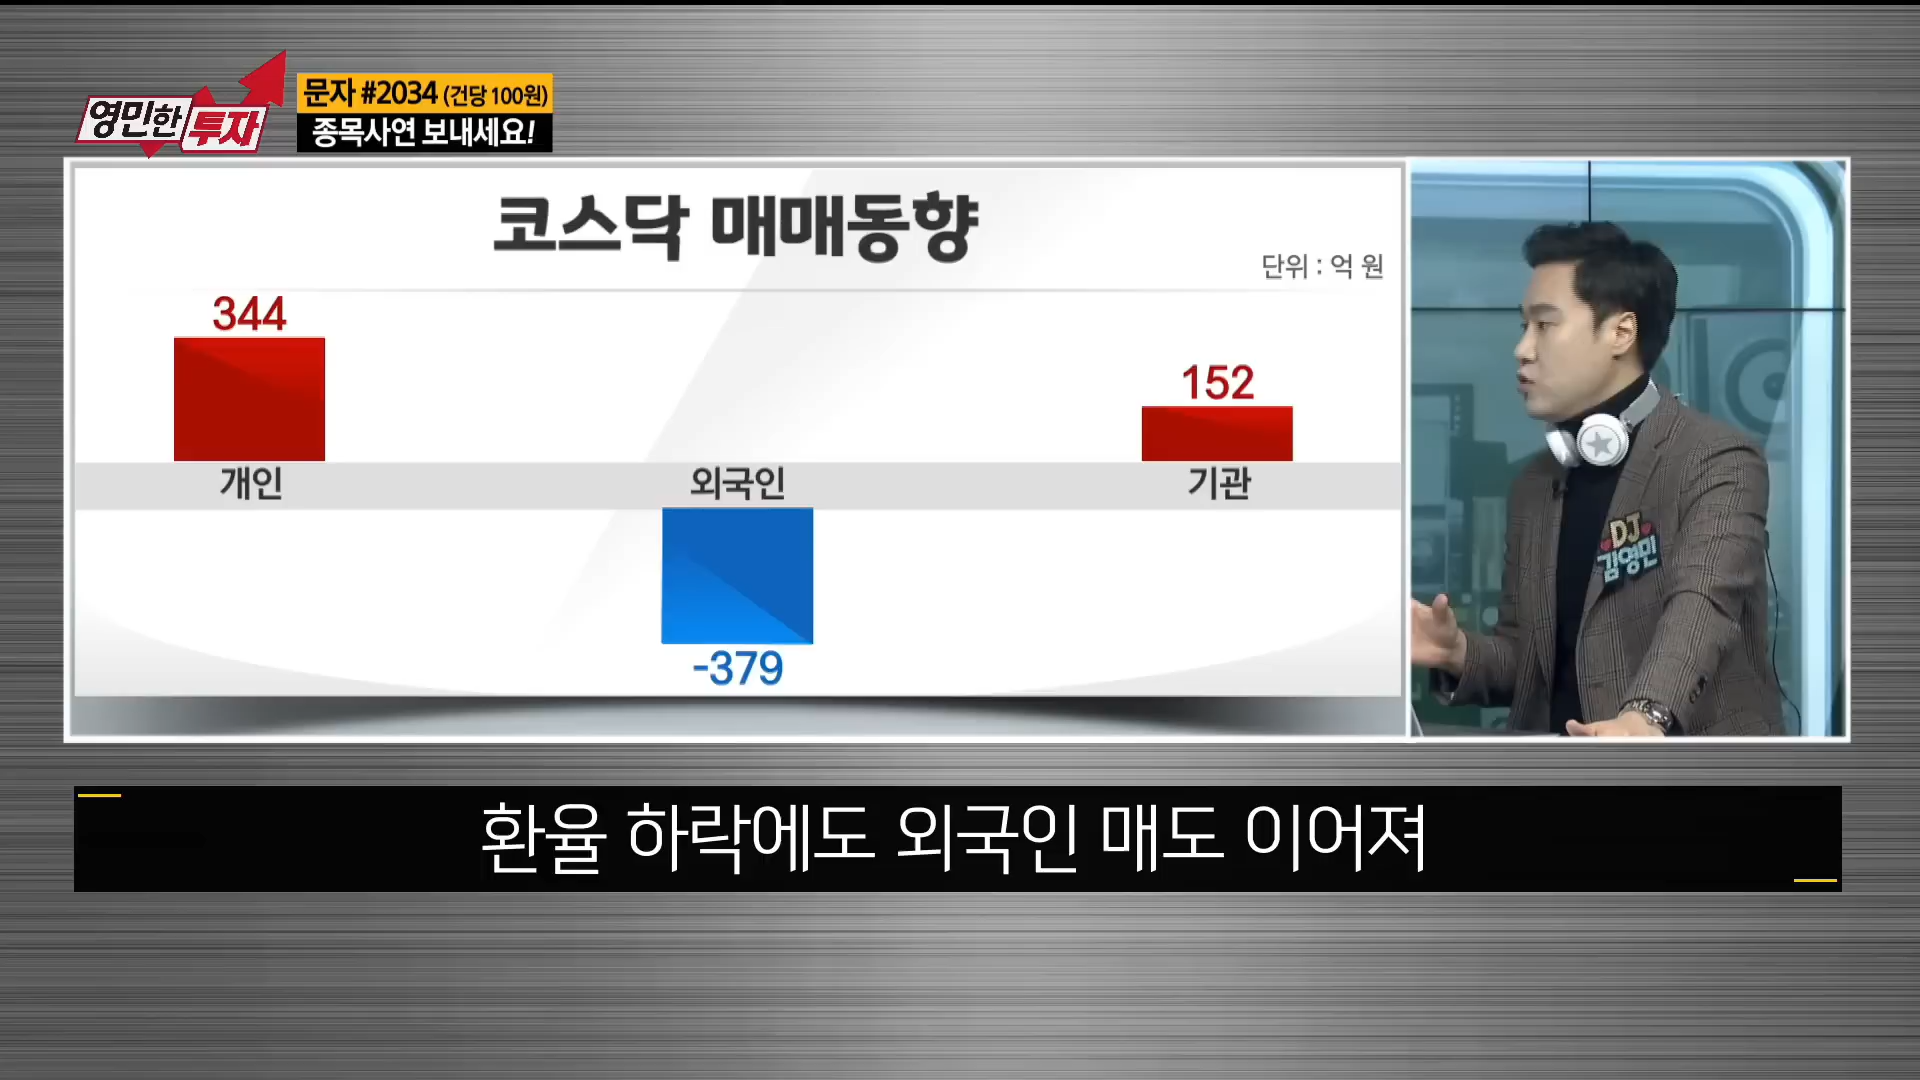 영민한 투자
문자 #2034 (건당 100원)
종목사연 보내세요!
코스닥 매매동향
단위 : 억 원
344
152
개인
외국인
기관
-379
DJ
김영민
환율 하락에도 외국인 매도 이어져